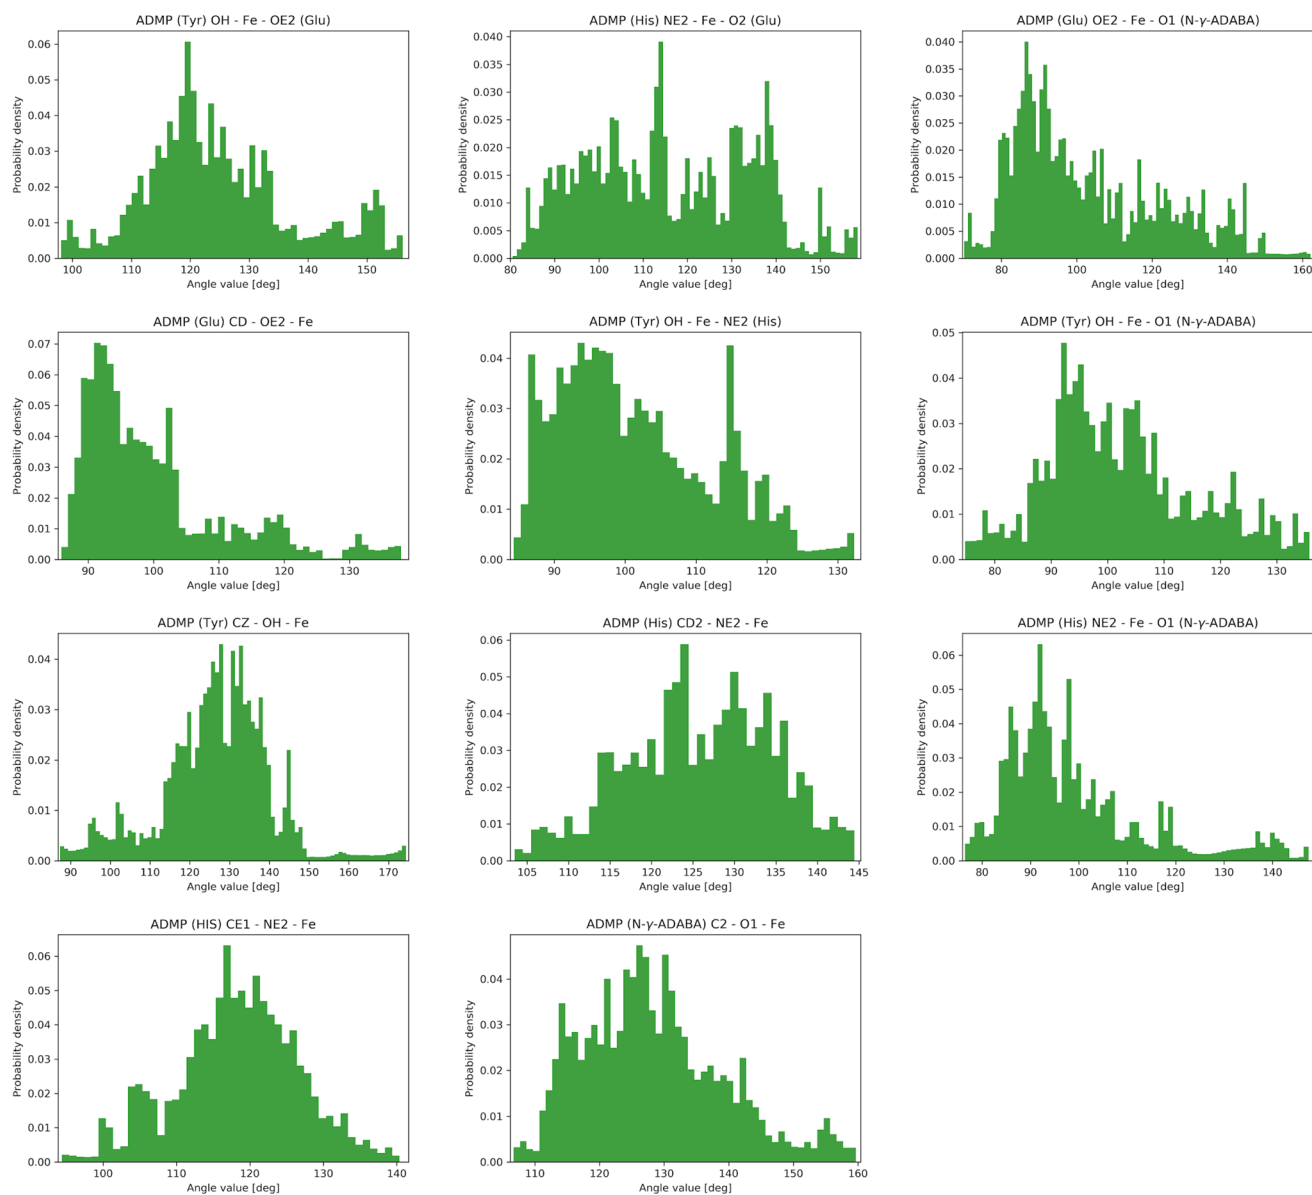 ADMP (Tyr) OH - Fe - OE2 (Glu)
Probability density
0.06
0.05
0.04
0.03
0.02
0.01
0.00
100 110 120 130 140 150
Angle value [deg]
ADMP (His) NE2 - Fe - O2 (Glu)
Probability density
0.040
0.035
0.030
0.025
0.020
0.015
0.010
0.005
0.000
80 90 100 110 120 130 140 150
Angle value [deg]
ADMP (Glu) OE2 - Fe - O1 (N-γ-ADABA)
Probability density
0.040
0.035
0.030
0.025
0.020
0.015
0.010
0.005
0.000
80 100 120 140 160
Angle value [deg]
ADMP (Glu) CD - OE2 - Fe
Probability density
0.07
0.06
0.05
0.04
0.03
0.02
0.01
0.00
90 100 110 120 130
Angle value [deg]
ADMP (Tyr) OH - Fe - NE2 (His)
Probability density
0.04
0.03
0.02
0.01
0.00
90 100 110 120 130
Angle value [deg]
ADMP (Tyr) OH - Fe - O1 (N-γ-ADABA)
Probability density
0.05
0.04
0.03
0.02
0.01
0.00
80 90 100 110 120 130
Angle value [deg]
ADMP (Tyr) CZ - OH - Fe
Probability density
0.04
0.03
0.02
0.01
0.00
90 100 110 120 130 140 150 160 170
Angle value [deg]
ADMP (His) CD2 - NE2 - Fe
Probability density
0.06
0.05
0.04
0.03
0.02
0.01
0.00
105 110 115 120 125 130 135 140 145
Angle value [deg]
ADMP (His) NE2 - Fe - O1 (N-γ-ADABA)
Probability density
0.06
0.05
0.04
0.03
0.02
0.01
0.00
80 90 100 110 120 130 140
Angle value [deg]
ADMP (HIS) CE1 - NE2 - Fe
Probability density
0.06
0.05
0.04
0.03
0.02
0.01
0.00
100 110 120 130 140
Angle value [deg]
ADMP (N-γ-ADABA) C2 - O1 - Fe
Probability density
0.04
0.03
0.02
0.01
0.00
110 120 130 140 150 160
Angle value [deg]